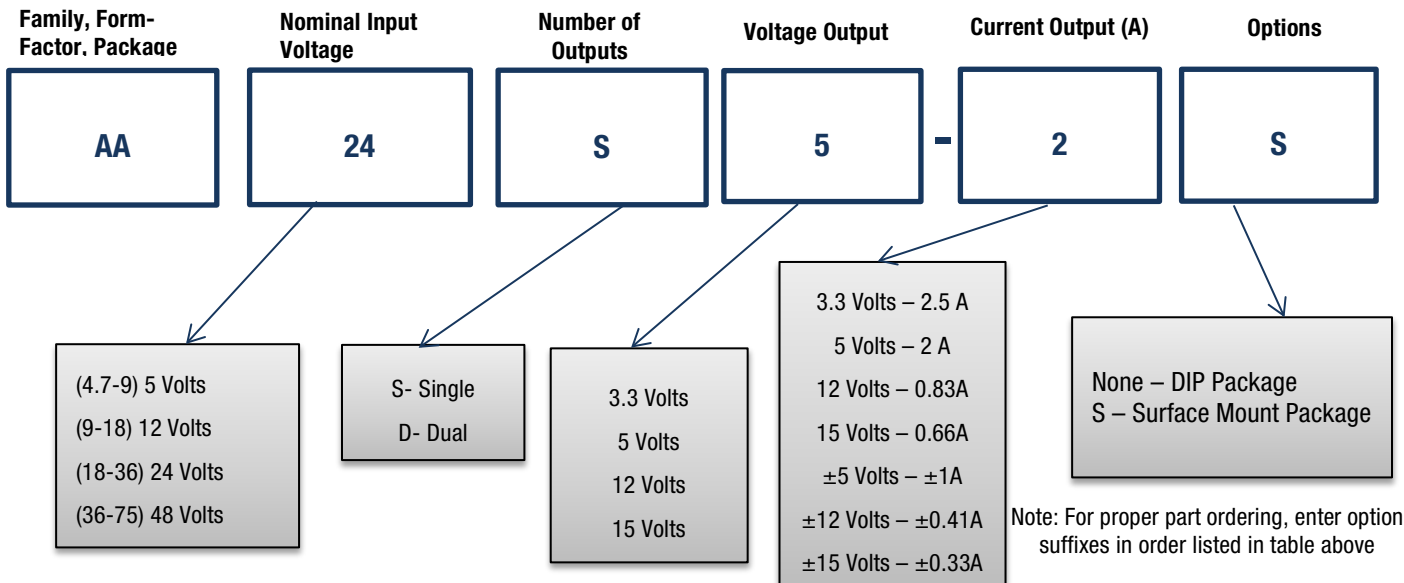 Family, Form-
Factor, Package
Nominal Input
Voltage
Number of
Outputs
Voltage Output
Current Output (A)
Options
AA
24
S
5
-
2
S
(4.7-9) 5 Volts
(9-18) 12 Volts
(18-36) 24 Volts
(36-75) 48 Volts
S- Single
D- Dual
3.3 Volts
5 Volts
12 Volts
15 Volts
3.3 Volts – 2.5 A
5 Volts – 2 A
12 Volts – 0.83A
15 Volts – 0.66A
±5 Volts – ±1A
±12 Volts – ±0.41A
±15 Volts – ±0.33A
None – DIP Package
S – Surface Mount Package
Note: For proper part ordering, enter option
suffixes in order listed in table above